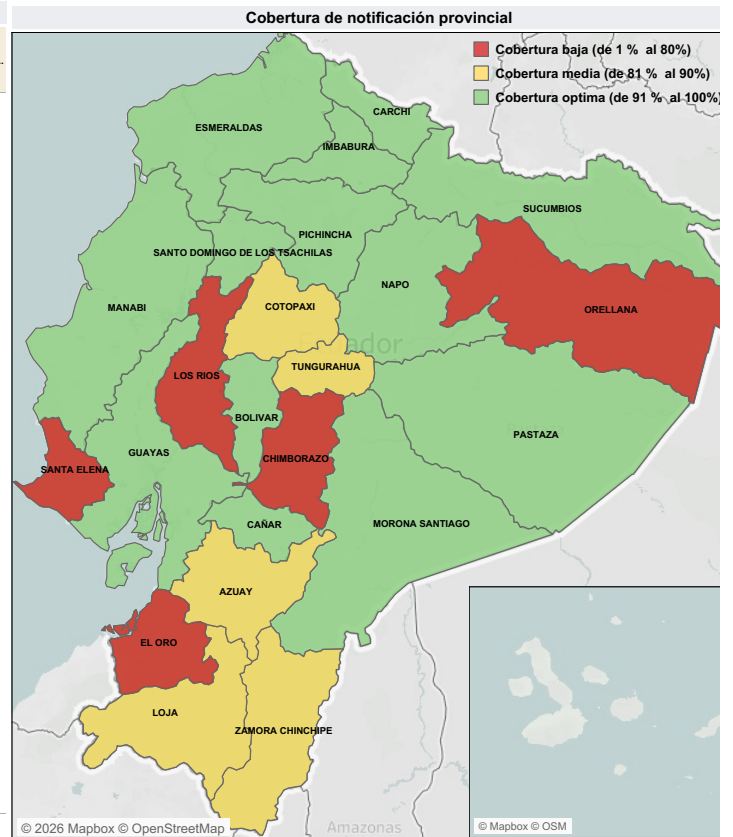 Cobertura de notificación provincial
Cobertura baja (de 1 % al 80%)
Cobertura media (de 81 % al 90%)
Cobertura optima (de 91 % al 100%)
CARCHI
ESMERALDAS
IMBABURA
SUCUMBIOS
PICHINCHA
SANTO DOMINGO DE LOS TSACHILAS
NAPO
MANABI
COTOPAXI
ORELLANA
ador
TUNGURAHUA
LOS RIOS
BOLIVAR
PASTAZA
GUAYAS
CHIMBORAZO
SANTA ELENA
CAÑAR
MORONA SANTIAGO
AZUAY
EL ORO
LOJA
ZAMORA CHINCHIPE
Amazonas
© 2026 Mapbox © OpenStreetMap
© Mapbox © OSM